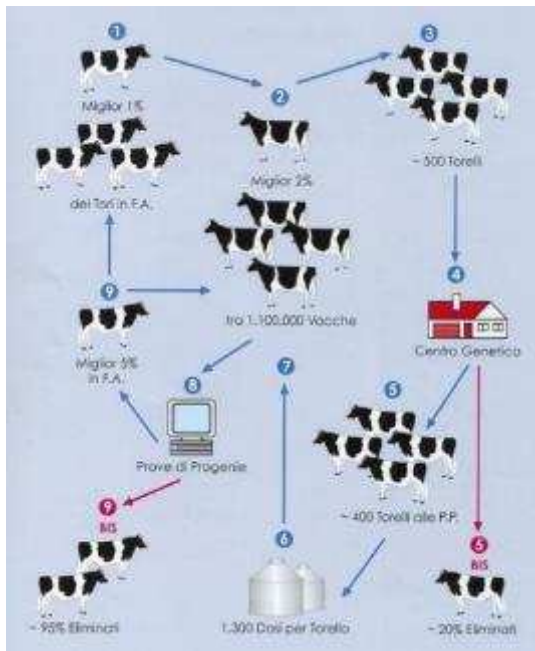 1
Miglior 1%
dei Tori in F.A.
2
Miglior 2%
tra 1.100.000 Vacche
3
~ 500 Torelli
4
Centro Genetico
5
~ 400 Torelli alle P.P.
5
BIS
~ 20% Eliminati
6
1.300 Dosi per Torello
7
8
Prove di Progenie
9
Miglior 5%
in F.A.
9
BIS
~ 95% Eliminati